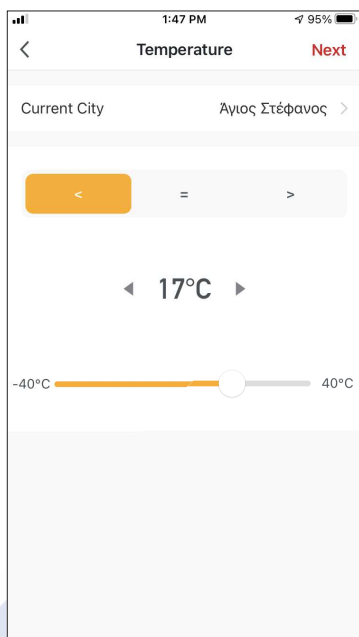 1:47 PM 95%
Temperature Next
Current City Άγιος Στέφανος >
< = >
17°C
-40°C 40°C